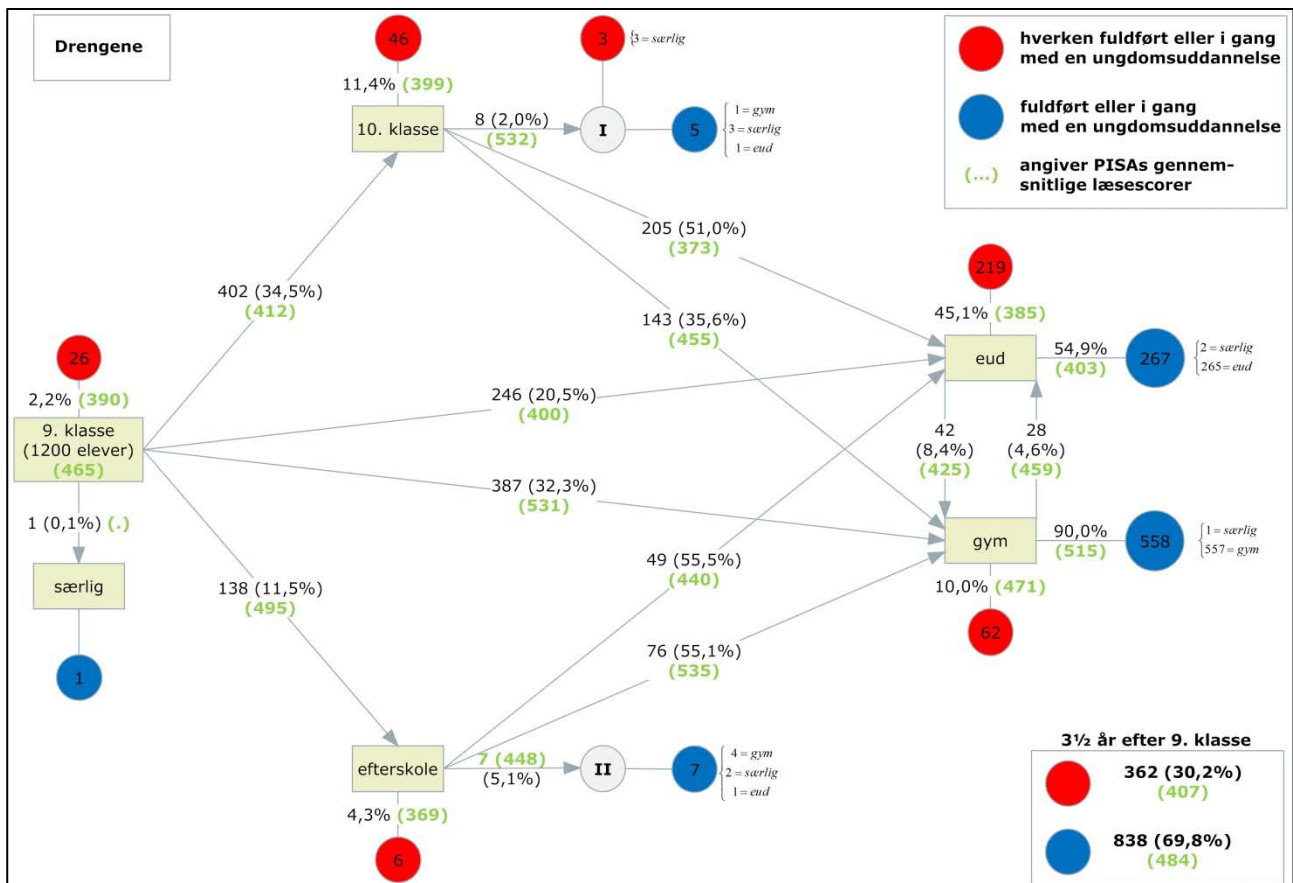 Drengene
46
11,4% (399)
10. klasse
3
{3 = særlig
8 (2,0%)
(532)
I
5
1 = gym
3 = særlig
1 = eud
hverken fuldført eller i gang
med en ungdomsuddannelse
fuldført eller i gang
med en ungdomsuddannelse
(...)
angiver PISAs gennem-
snitlige læsescorer
205 (51,0%)
(373)
402 (34,5%)
(412)
143 (35,6%)
(455)
219
45,1% (385)
eud
54,9%
(403)
267
2 = særlig
265 = eud
26
2,2% (390)
9. klasse
(1200 elever)
(465)
246 (20,5%)
(400)
42
(8,4%)
(425)
28
(4,6%)
(459)
387 (32,3%)
(531)
1 (0,1%) (.)
særlig
1
gym
90,0%
(515)
558
1 = særlig
557 = gym
10,0% (471)
62
138 (11,5%)
(495)
49 (55,5%)
(440)
76 (55,1%)
(535)
efterskole
7 (448)
(5,1%)
II
7
4 = gym
2 = særlig
1 = eud
4,3% (369)
6
3½ år efter 9. klasse
362 (30,2%)
(407)
838 (69,8%)
(484)